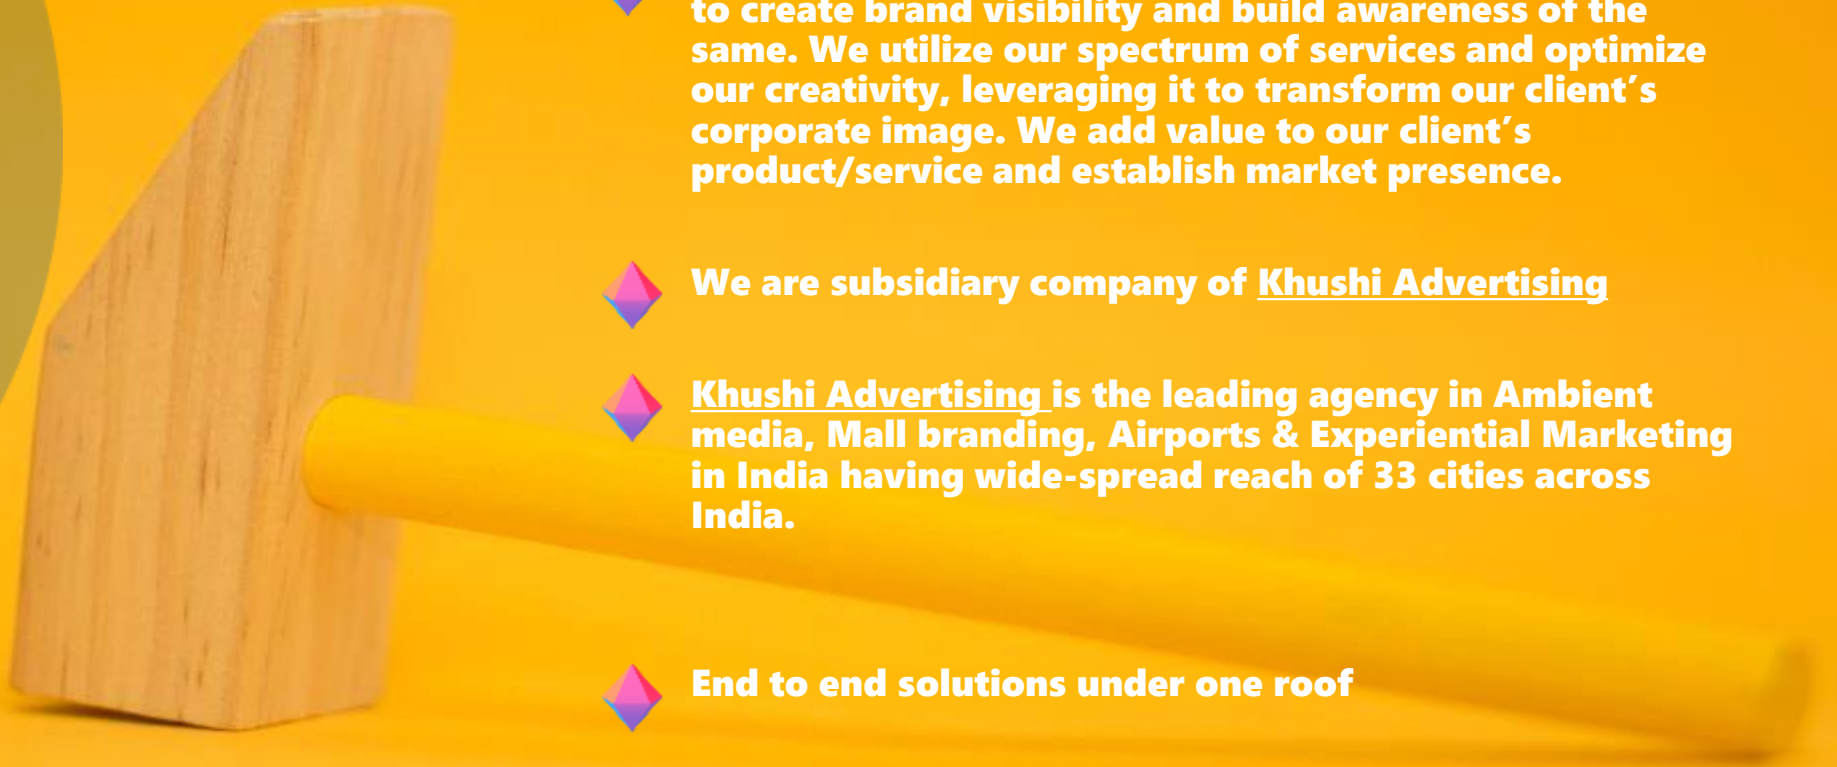 to create brand visibility and build awareness of the
same. We utilize our spectrum of services and optimize
our creativity, leveraging it to transform our client’s
corporate image. We add value to our client’s
product/service and establish market presence.
We are subsidiary company of Khushi Advertising
Khushi Advertising is the leading agency in Ambient
media, Mall branding, Airports & Experiential Marketing
in India having wide-spread reach of 33 cities across
India.
End to end solutions under one roof